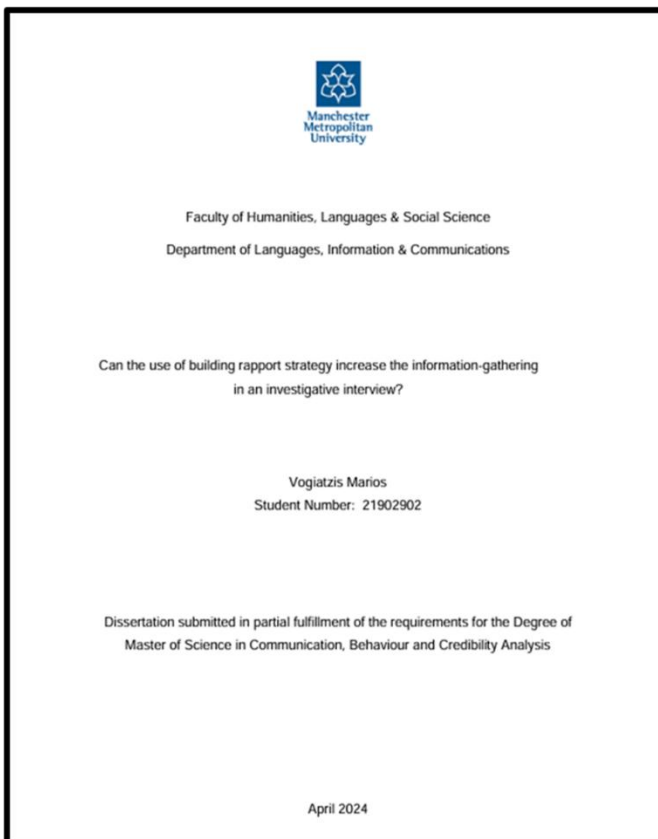 Manchester
Metropolitan
University
Faculty of Humanities, Languages & Social Science
Department of Languages, Information & Communications
Can the use of building rapport strategy increase the information-gathering
in an investigative interview?
Vogiatzis Marios
Student Number: 21902902
Dissertation submitted in partial fulfillment of the requirements for the Degree of
Master of Science in Communication, Behaviour and Credibility Analysis
April 2024